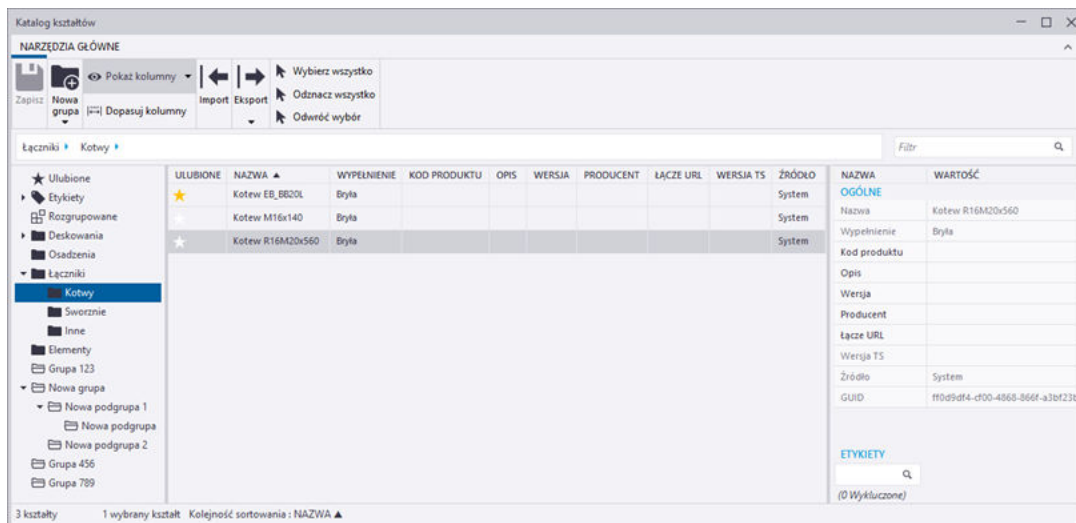 Katalog kształtów
NARZĘDZIA GŁÓWNE
Zapisz
Nowa grupa
Pokaż kolumny
Dopasuj kolumny
Import
Eksport
Wybierz wszystko
Odznacz wszystko
Odwróć wybór
Łączniki Kotwy
Filtr
Ulubione
Etykiety
Rozgrupowane
Deskowania
Osadzenia
Łączniki
Kotwy
Sworznie
Inne
Elementy
Grupa 123
Nowa grupa
Nowa podgrupa 1
Nowa podgrupa
Nowa podgrupa 2
Grupa 456
Grupa 789
ULUBIONE NAZWA ▲ WYPEŁNIENIE KOD PRODUKTU OPIS WERSJA PRODUCENT ŁĄCZE URL WERSJA TS ŹRÓDŁO
Kotew EB_BB20L Bryła System
Kotew M16x140 Bryła System
Kotew R16M20x560 Bryła System
NAZWA WARTOŚĆ
OGÓLNE
Nazwa Kotew R16M20x560
Wypełnienie Bryła
Kod produktu
Opis
Wersja
Producent
Łącze URL
Wersja TS
Źródło System
GUID ff0d9df4-cf00-4868-866f-a3bf23b
ETYKIETY
(0 Wykluczone)
3 kształty 1 wybrany kształt Kolejność sortowania : NAZWA ▲